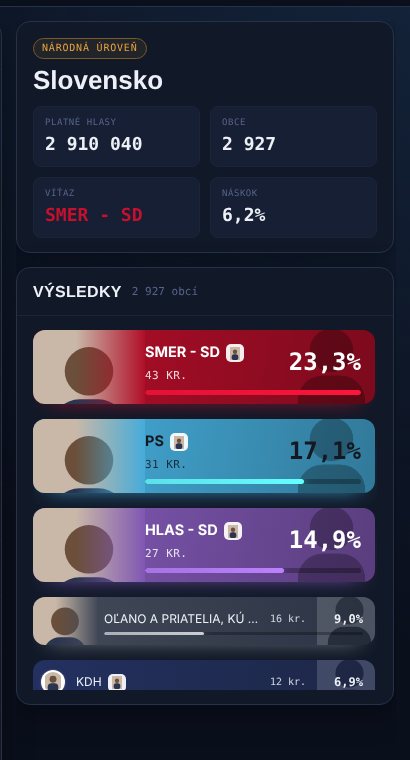 NÁRODNÁ ÚROVEŇ
Slovensko
PLATNÉ HLASY
2 910 040
OBCE
2 927
VÍŤAZ
SMER - SD
NÁSKOK
6,2%
VÝSLEDKY 2 927 obcí
SMER - SD
43 KR.
23,3%
PS
31 KR.
17,1%
HLAS - SD
27 KR.
14,9%
OĽANO A PRIATELIA, KÚ ... 16 kr. 9,0%
KDH 12 kr. 6,9%